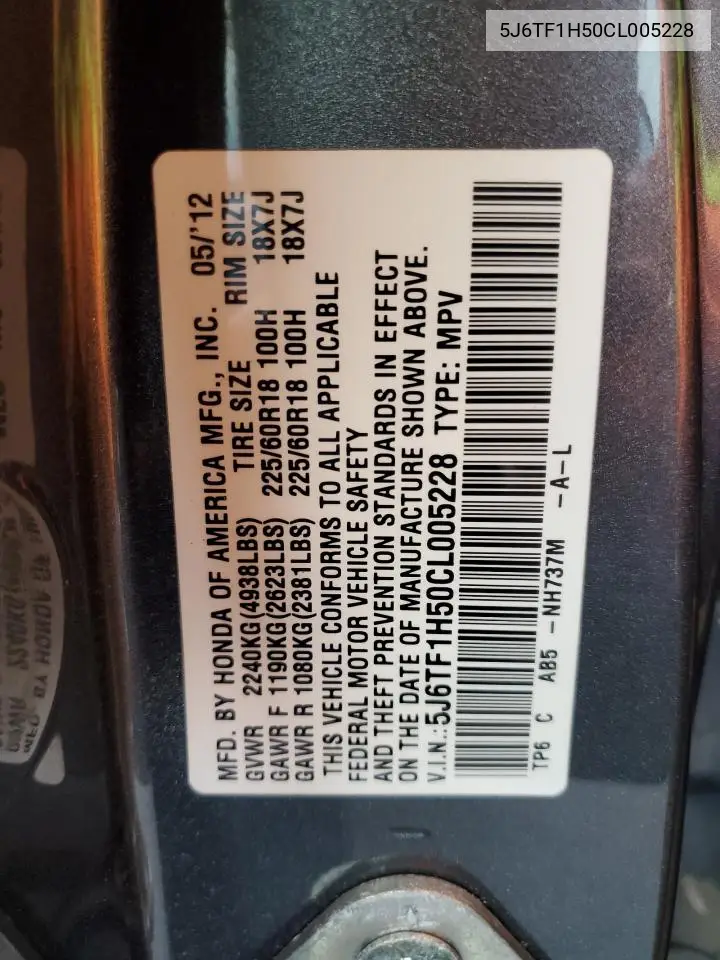 5J6TF1H50CL005228
MFD. BY HONDA OF AMERICA MFG., INC. 05/'12
GVWR 2240KG(4938LBS) TIRE SIZE RIM SIZE
GAWR F 1190KG(2623LBS) 225/60R18 100H 18X7J
GAWR R 1080KG(2381LBS) 225/60R18 100H 18X7J
THIS VEHICLE CONFORMS TO ALL APPLICABLE
FEDERAL MOTOR VEHICLE SAFETY
AND THEFT PREVENTION STANDARDS IN EFFECT
ON THE DATE OF MANUFACTURE SHOWN ABOVE.
V.I.N.:5J6TF1H50CL005228 TYPE: MPV
TP6 C AB5 -NH737M -A-L